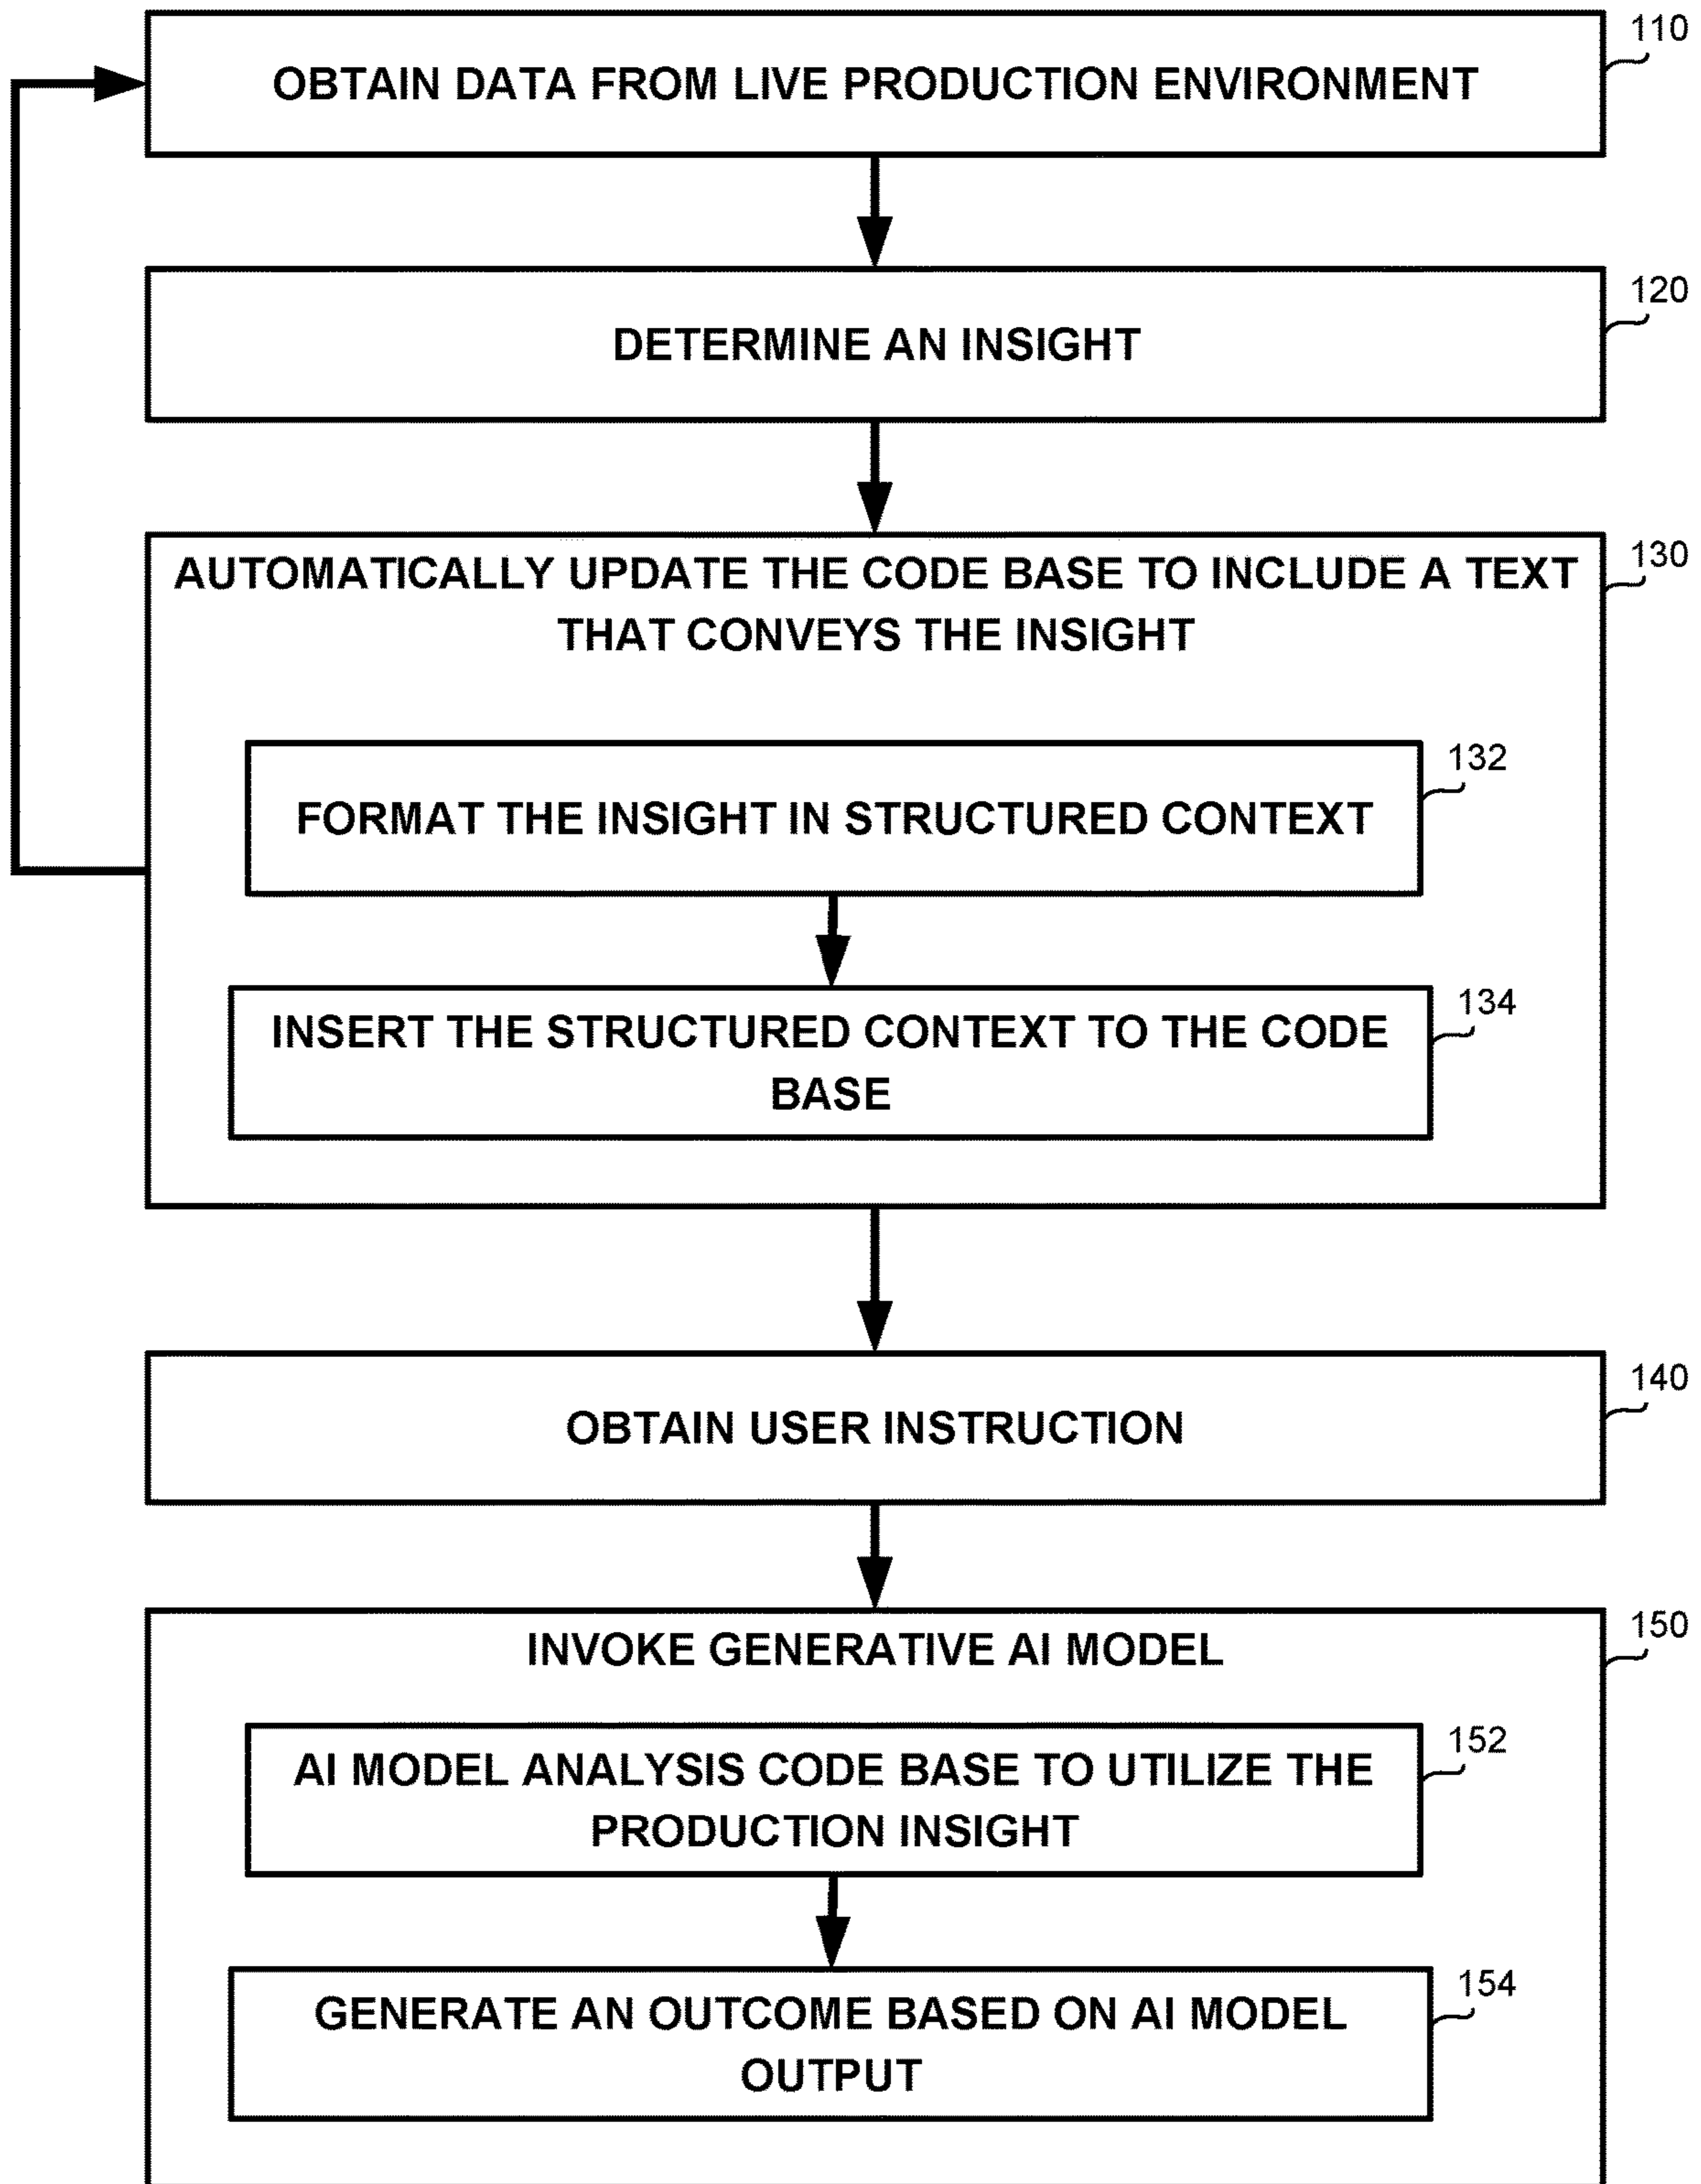 110
OBTAIN DATA FROM LIVE PRODUCTION ENVIRONMENT
120
DETERMINE AN INSIGHT
130
AUTOMATICALLY UPDATE THE CODE BASE TO INCLUDE A TEXT
THAT CONVEYS THE INSIGHT
132
FORMAT THE INSIGHT IN STRUCTURED CONTEXT
134
INSERT THE STRUCTURED CONTEXT TO THE CODE
BASE
140
OBTAIN USER INSTRUCTION
150
INVOKE GENERATIVE AI MODEL
152
AI MODEL ANALYSIS CODE BASE TO UTILIZE THE
PRODUCTION INSIGHT
154
GENERATE AN OUTCOME BASED ON AI MODEL
OUTPUT